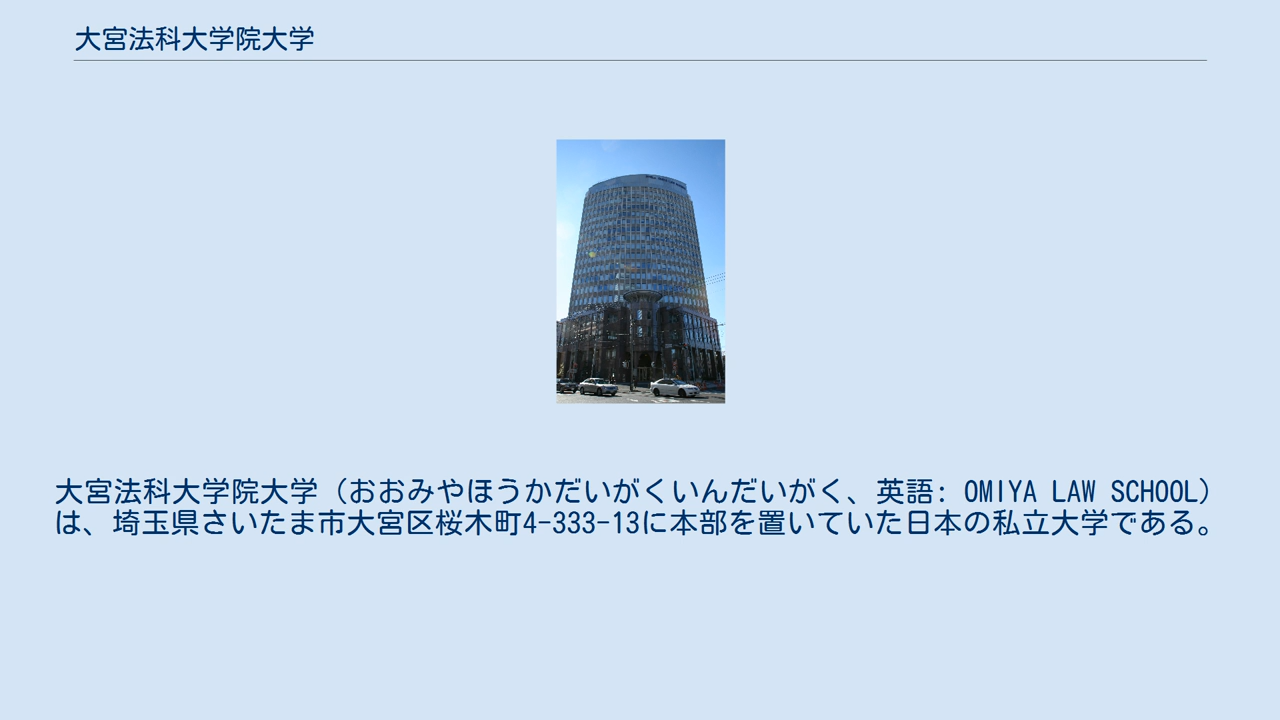 大宮法科大学院大学
大宮法科大学院大学（おおみやほうかだいがくいんだいがく、英語: OMIYA LAW SCHOOL）
は、埼玉県さいたま市大宮区桜木町4-333-13に本部を置いていた日本の私立大学である。